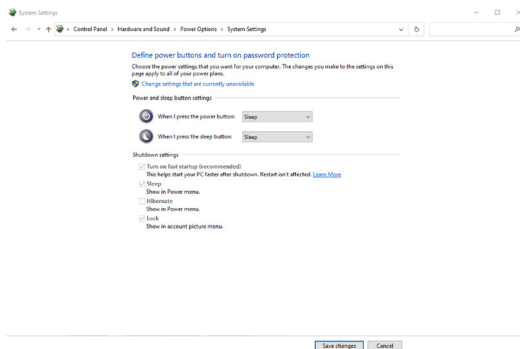 System Settings
Control Panel > Hardware and Sound > Power Options > System Settings
Define power buttons and turn on password protection
Choose the power settings that you want for your computer. The changes you make to the settings on this
page apply to all of your power plans.
Change settings that are currently unavailable
Power and sleep button settings
When I press the power button: Sleep
When I press the sleep button: Sleep
Shutdown settings
Turn on fast startup (recommended)
This helps start your PC faster after shutdown. Restart isn't affected. Learn More
Sleep
Show in Power menu.
Hibernate
Show in Power menu.
Lock
Show in account picture menu.
Save changes Cancel